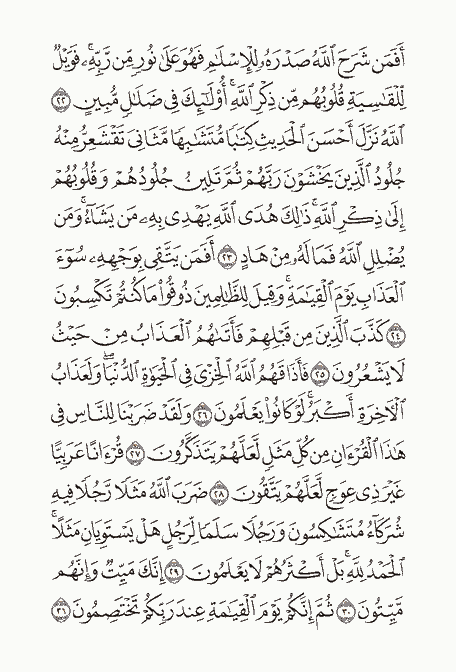 أَفَمَن شَرَحَ ٱللَّهُ صَدْرَهُۥ لِلْإِسْلَٰمِ فَهُوَ عَلَىٰ نُورٍ مِّن رَّبِّهِۦ ۚ فَوَيْلٌ
لِّلْقَٰسِيَةِ قُلُوبُهُم مِّن ذِكْرِ ٱللَّهِ ۚ أُو۟لَٰٓئِكَ فِى ضَلَٰلٍ مُّبِينٍ ٢٢
ٱللَّهُ نَزَّلَ أَحْسَنَ ٱلْحَدِيثِ كِتَٰبًا مُّتَشَٰبِهًا مَّثَانِىَ تَقْشَعِرُّ مِنْهُ
جُلُودُ ٱلَّذِينَ يَخْشَوْنَ رَبَّهُمْ ثُمَّ تَلِينُ جُلُودُهُمْ وَقُلُوبُهُمْ
إِلَىٰ ذِكْرِ ٱللَّهِ ۚ ذَٰلِكَ هُدَى ٱللَّهِ يَهْدِى بِهِۦ مَن يَشَآءُ ۚ وَمَن
يُضْلِلِ ٱللَّهُ فَمَا لَهُۥ مِنْ هَادٍ ٢٣ أَفَمَن يَتَّقِى بِوَجْهِهِۦ سُوٓءَ
ٱلْعَذَابِ يَوْمَ ٱلْقِيَٰمَةِ ۚ وَقِيلَ لِلظَّٰلِمِينَ ذُوقُوا۟ مَا كُنتُمْ تَكْسِبُونَ
٢٤ كَذَّبَ ٱلَّذِينَ مِن قَبْلِهِمْ فَأَتَىٰهُمُ ٱلْعَذَابُ مِنْ حَيْثُ
لَا يَشْعُرُونَ ٢٥ فَأَذَاقَهُمُ ٱللَّهُ ٱلْخِزْىَ فِى ٱلْحَيَوٰةِ ٱلدُّنْيَا ۖ وَلَعَذَابُ
ٱلْءَاخِرَةِ أَكْبَرُ ۚ لَوْ كَانُوا۟ يَعْلَمُونَ ٢٦ وَلَقَدْ ضَرَبْنَا لِلنَّاسِ فِى
هَٰذَا ٱلْقُرْءَانِ مِن كُلِّ مَثَلٍ لَّعَلَّهُمْ يَتَذَكَّرُونَ ٢٧ قُرْءَانًا عَرَبِيًّا
غَيْرَ ذِى عِوَجٍ لَّعَلَّهُمْ يَتَّقُونَ ٢٨ ضَرَبَ ٱللَّهُ مَثَلًا رَّجُلًا فِيهِ
شُرَكَآءُ مُتَشَٰكِسُونَ وَرَجُلًا سَلَمًا لِّرَجُلٍ هَلْ يَسْتَوِيَانِ مَثَلًا ۚ
ٱلْحَمْدُ لِلَّهِ ۚ بَلْ أَكْثَرُهُمْ لَا يَعْلَمُونَ ٢٩ إِنَّكَ مَيِّتٌ وَإِنَّهُم
مَّيِّتُونَ ٣٠ ثُمَّ إِنَّكُمْ يَوْمَ ٱلْقِيَٰمَةِ عِندَ رَبِّكُمْ تَخْتَصِمُونَ ٣١